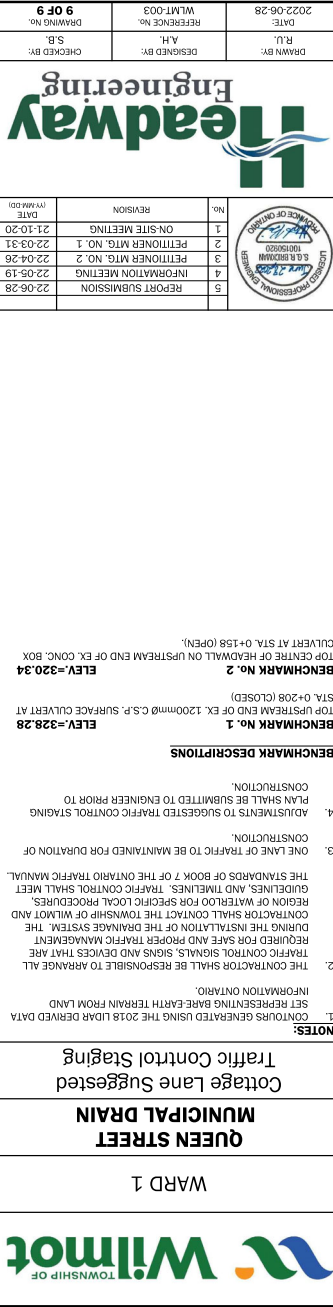 TOWNSHIP OF
Wilmot
WARD 1
QUEEN STREET
MUNICIPAL DRAIN
Cottage Lane Suggested
Traffic Contrtol Staging
NOTES:
1. CONTOURS GENERATED USING THE 2018 LIDAR DERIVED DATA
SET REPRESENTING BARE-EARTH TERRAIN FROM LAND
INFORMATION ONTARIO.
2. THE CONTRACTOR SHALL BE RESPONSIBLE TO ARRANGE ALL
TRAFFIC CONTROL SIGNALS, SIGNS AND DEVICES THAT ARE
REQUIRED FOR SAFE AND PROPER TRAFFIC MANAGEMENT
DURING THE INSTALLATION OF THE DRAINAGE SYSTEM. THE
CONTRACTOR SHALL CONTACT THE TOWNSHIP OF WILMOT AND
REGION OF WATERLOO FOR SPECIFIC LOCAL PROCEDURES,
GUIDELINES, AND TIMELINES. TRAFFIC CONTROL SHALL MEET
THE STANDARDS OF BOOK 7 OF THE ONTARIO TRAFFIC MANUAL.
3. ONE LANE OF TRAFFIC TO BE MAINTAINED FOR DURATION OF
CONSTRUCTION.
4. ADJUSTMENTS TO SUGGESTED TRAFFIC CONTROL STAGING
PLAN SHALL BE SUBMITTED TO ENGINEER PRIOR TO
CONSTRUCTION.
BENCHMARK DESCRIPTIONS
BENCHMARK No. 1 ELEV.=328.28
TOP UPSTREAM END OF EX. 1200mmØ C.S.P. SURFACE CULVERT AT
STA. 0+208 (CLOSED)
BENCHMARK No. 2 ELEV.=320.34
TOP CENTRE OF HEADWALL ON UPSTREAM END OF EX. CONC. BOX
CULVERT AT STA. 0+158 (OPEN).
LICENSED PROFESSIONAL ENGINEER
S.G.R. BRICKMAN
100150920
PROVINCE OF ONTARIO
5 REPORT SUBMISSION 22-06-28
4 INFORMATION MEETING 22-05-19
3 PETITIONER MTG. NO. 2 22-04-26
2 PETITIONER MTG. NO. 1 22-03-31
1 ON-SITE MEETING 21-10-20
No. REVISION DATE (YY-MM-DD)
Headway
Engineering
DRAWN BY: DESIGNED BY: CHECKED BY:
R.U. A.H. S.B.
DATE: REFERENCE No. DRAWING No.
2022-06-28 WLMT-003 9 OF 9